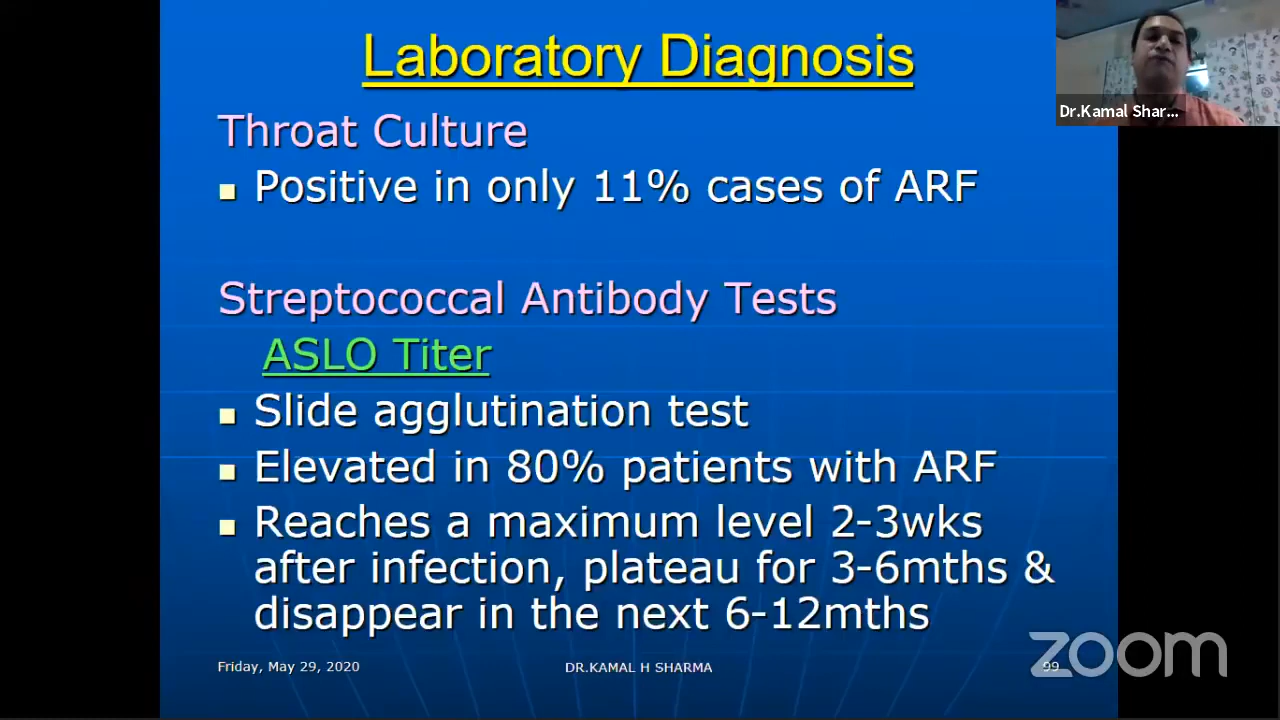 Laboratory Diagnosis
Dr.Kamal Shar...
Throat Culture
Positive in only 11% cases of ARF
Streptococcal Antibody Tests
ASLO Titer
Slide agglutination test
Elevated in 80% patients with ARF
Reaches a maximum level 2-3wks
after infection, plateau for 3-6mths &
disappear in the next 6-12mths
Friday, May 29, 2020
DR.KAMAL H SHARMA
99
zoom